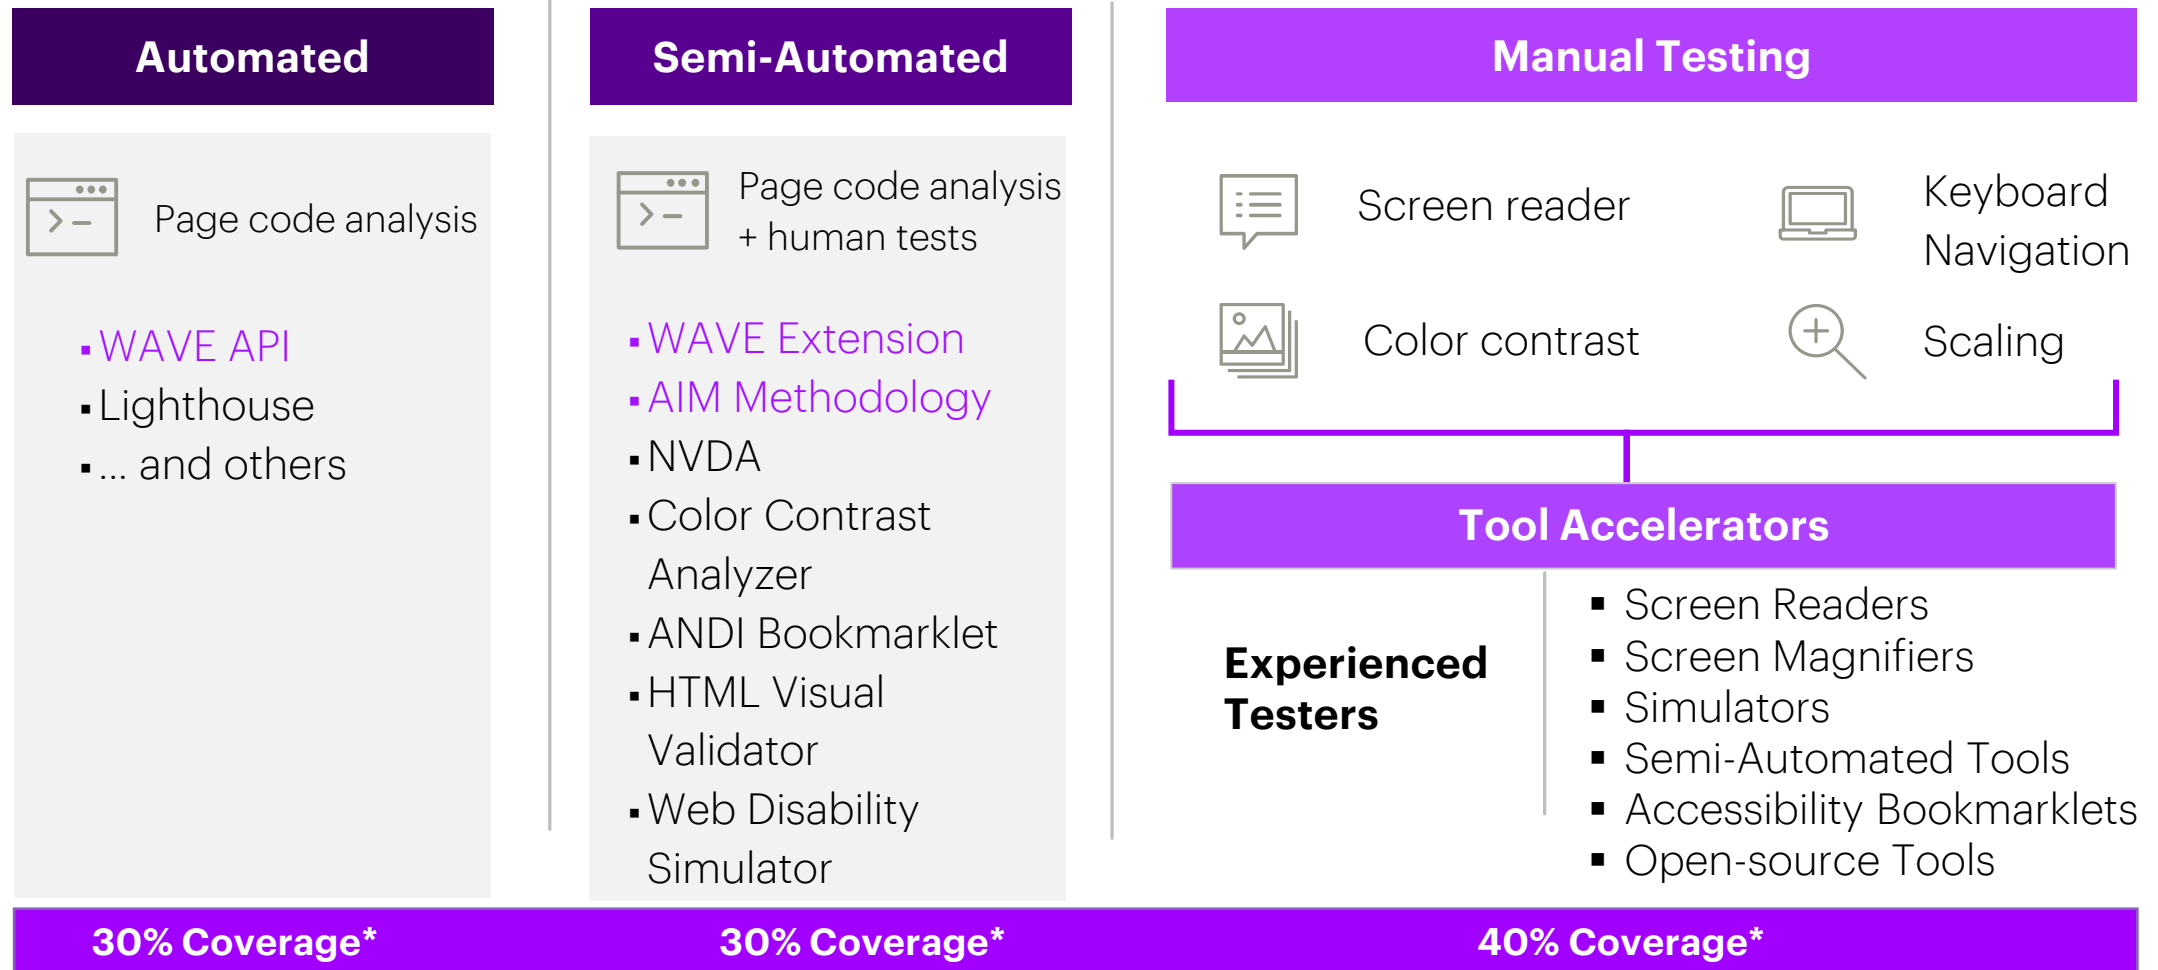 Automated
Page code analysis
▪WAVE API
▪Lighthouse
▪... and others
Semi-Automated
Page code analysis
+ human tests
▪WAVE Extension
▪AIM Methodology
▪NVDA
▪Color Contrast
Analyzer
▪ANDI Bookmarklet
▪HTML Visual
Validator
▪Web Disability
Simulator
Manual Testing
Screen reader
Keyboard
Navigation
Color contrast
Scaling
Tool Accelerators
Experienced
Testers
▪ Screen Readers
▪ Screen Magnifiers
▪ Simulators
▪ Semi-Automated Tools
▪ Accessibility Bookmarklets
▪ Open-source Tools
30% Coverage*
30% Coverage*
40% Coverage*